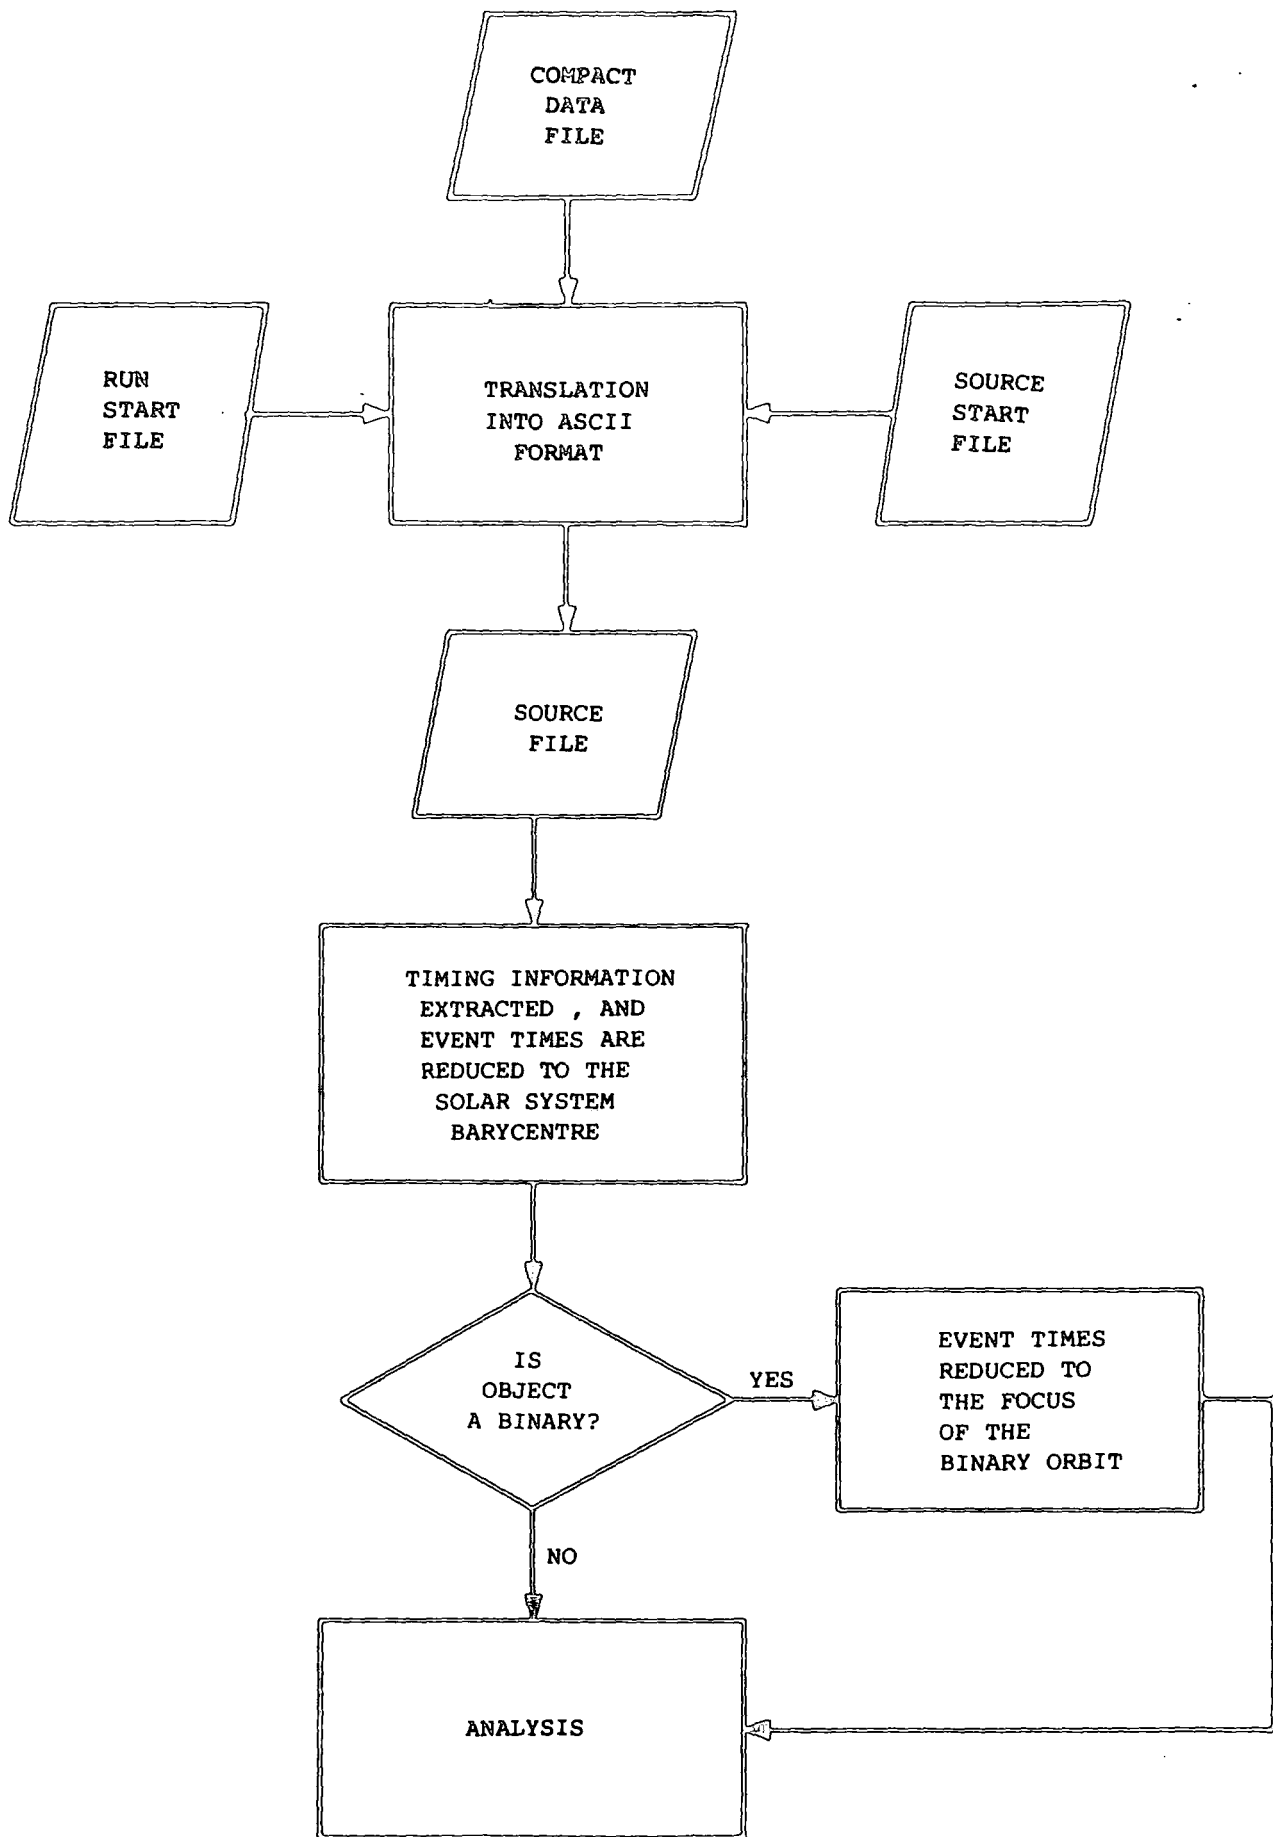 COMPACT
DATA
FILE
RUN
START
FILE
TRANSLATION
INTO ASCII
FORMAT
SOURCE
START
FILE
SOURCE
FILE
TIMING INFORMATION
EXTRACTED , AND
EVENT TIMES ARE
REDUCED TO THE
SOLAR SYSTEM
BARYCENTRE
IS
OBJECT
A BINARY?
YES
EVENT TIMES
REDUCED TO
THE FOCUS
OF THE
BINARY ORBIT
NO
ANALYSIS